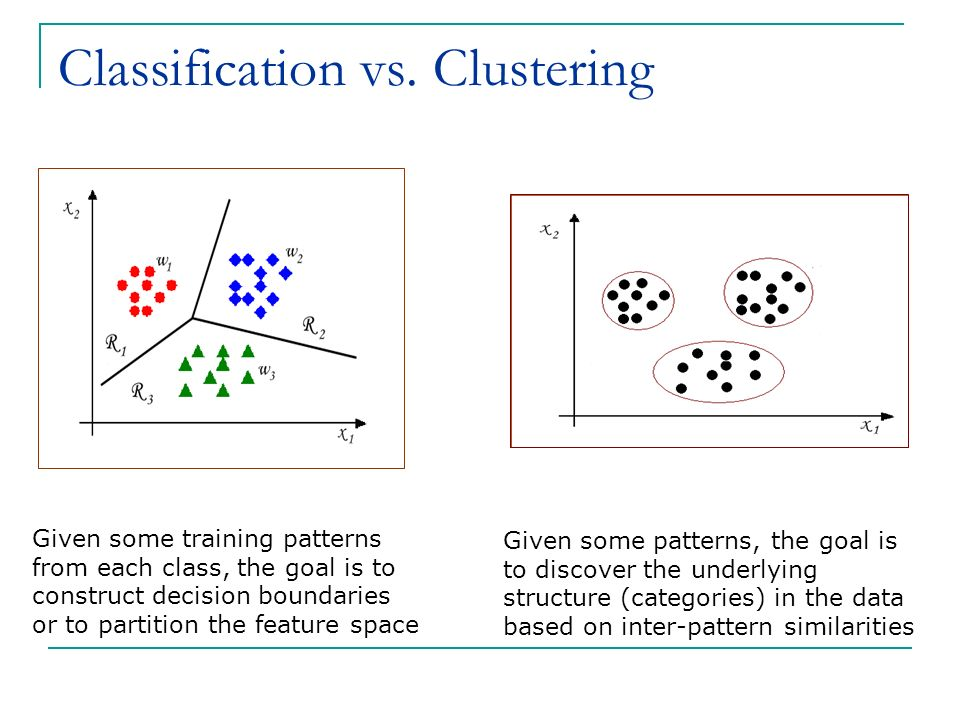 Classification vs. Clustering
x₂
w₁
w₂
R₁
R₂
R₃
w₃
x₁
Given some training patterns
from each class, the goal is to
construct decision boundaries
or to partition the feature space
x₂
x₁
Given some patterns, the goal is
to discover the underlying
structure (categories) in the data
based on inter-pattern similarities